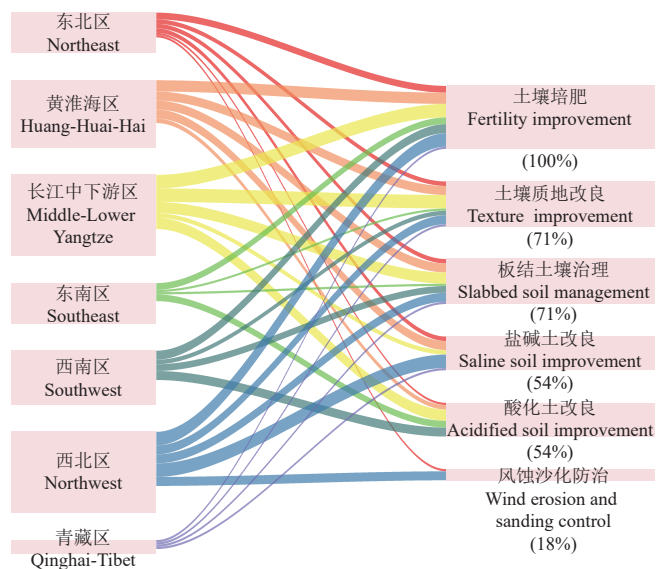 东北区
Northeast
黄淮海区
Huang-Huai-Hai
长江中下游区
Middle-Lower
Yangtze
东南区
Southeast
西南区
Southwest
西北区
Northwest
青藏区
Qinghai-Tibet
土壤培肥
Fertility improvement
(100%)
土壤质地改良
Texture improvement
(71%)
板结土壤治理
Slabbed soil management
(71%)
盐碱土改良
Saline soil improvement
(54%)
酸化土改良
Acidified soil improvement
(54%)
风蚀沙化防治
Wind erosion and
sanding control
(18%)